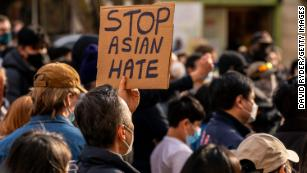 STOP
ASIAN
HATE
DAVID RYDER/GETTY IMAGES